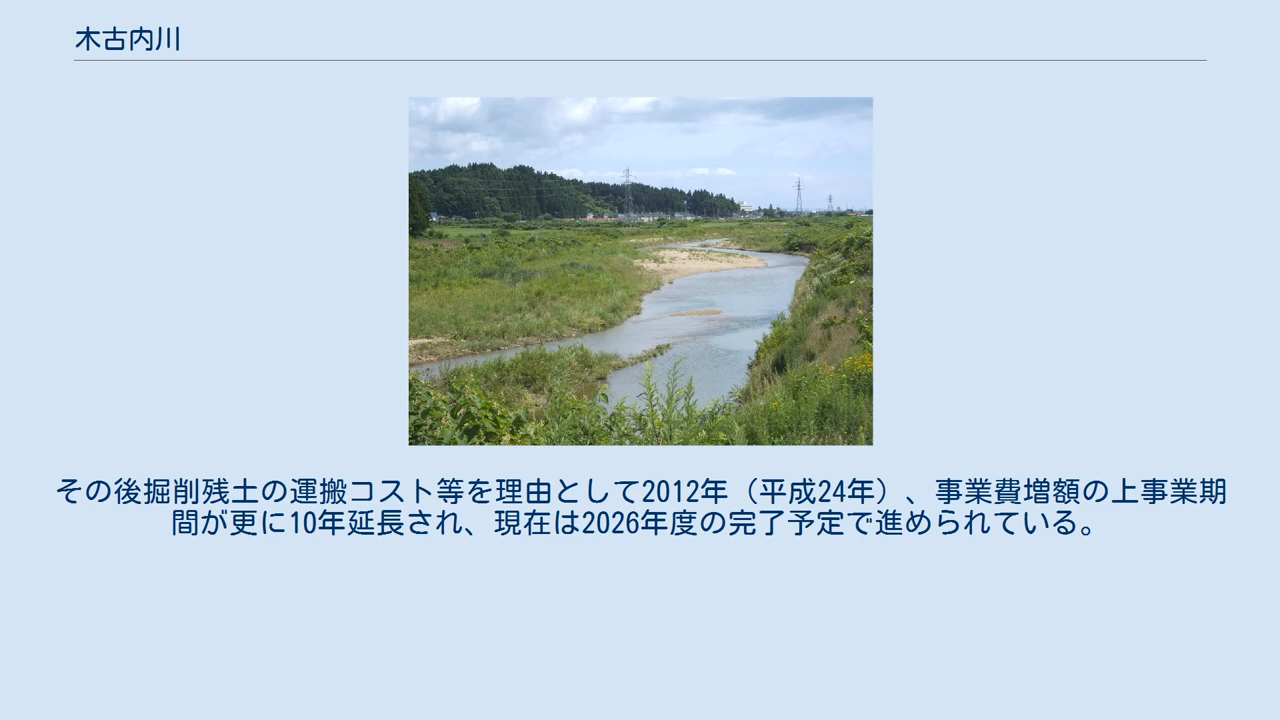 木古内川
その後掘削残土の運搬コスト等を理由として2012年（平成24年）、事業費増額の上事業期
間が更に10年延長され、現在は2026年度の完了予定で進められている。